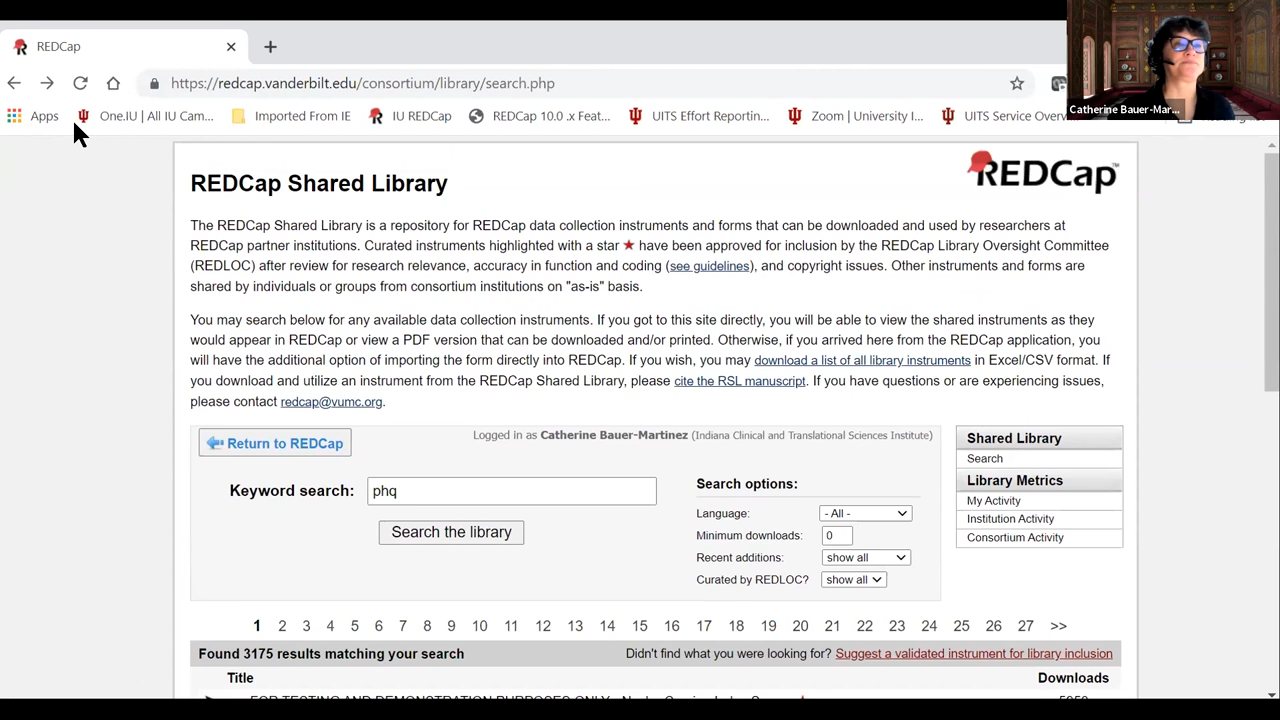 REDCap
https://redcap.vanderbilt.edu/consortium/library/search.php
Apps
One.IU | All IU Cam...
Imported From IE
IU REDCap
REDCap 10.0 .x Feat...
UITS Effort Reportin...
Zoom | University I...
UITS Service Overv...
Catherine Bauer-Mar...
REDCap Shared Library
REDCap
The REDCap Shared Library is a repository for REDCap data collection instruments and forms that can be downloaded and used by researchers at
REDCap partner institutions. Curated instruments highlighted with a star ★ have been approved for inclusion by the REDCap Library Oversight Committee
(REDLOC) after review for research relevance, accuracy in function and coding (see guidelines), and copyright issues. Other instruments and forms are
shared by individuals or groups from consortium institutions on "as-is" basis.
You may search below for any available data collection instruments. If you got to this site directly, you will be able to view the shared instruments as they
would appear in REDCap or view a PDF version that can be downloaded and/or printed. Otherwise, if you arrived here from the REDCap application, you
will have the additional option of importing the form directly into REDCap. If you wish, you may download a list of all library instruments in Excel/CSV format. If
you download and utilize an instrument from the REDCap Shared Library, please cite the RSL manuscript. If you have questions or are experiencing issues,
please contact redcap@vumc.org.
Return to REDCap
Logged in as Catherine Bauer-Martinez (Indiana Clinical and Translational Sciences Institute)
Keyword search: phq
Search the library
Search options:
Language: - All -
Minimum downloads: 0
Recent additions: show all
Curated by REDLOC? show all
Shared Library
Search
Library Metrics
My Activity
Institution Activity
Consortium Activity
1 2 3 4 5 6 7 8 9 10 11 12 13 14 15 16 17 18 19 20 21 22 23 24 25 26 27 >>
Found 3175 results matching your search
Didn't find what you were looking for? Suggest a validated instrument for library inclusion
Title
Downloads